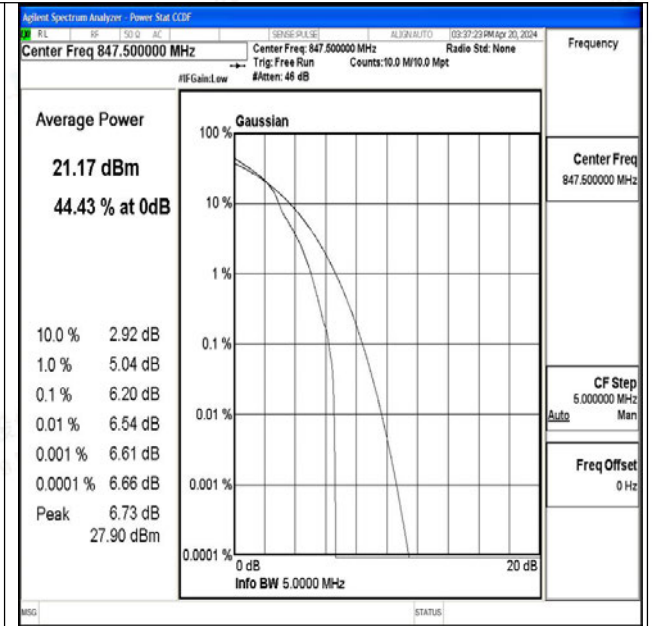 Agilent Spectrum Analyzer - Power Stat CCDF
RL RF 50 Ω AC SENSE:PULSE ALIGN AUTO 03:37:23 PM Apr 20, 2024
Center Freq 847.500000 MHz
Center Freq: 847.500000 MHz Radio Std: None
Trig: Free Run Counts:10.0 M/10.0 Mpt
#IFGain:Low #Atten: 46 dB
Frequency
Average Power
21.17 dBm
44.43 % at 0dB
10.0 % 2.92 dB
1.0 % 5.04 dB
0.1 % 6.20 dB
0.01 % 6.54 dB
0.001 % 6.61 dB
0.0001 % 6.66 dB
Peak 6.73 dB
27.90 dBm
Gaussian
100 %
10 %
1 %
0.1 %
0.01 %
0.001 %
0.0001 %
0 dB 20 dB
Info BW 5.0000 MHz
Center Freq
847.500000 MHz
CF Step
5.000000 MHz
Auto Man
Freq Offset
0 Hz
MSG STATUS